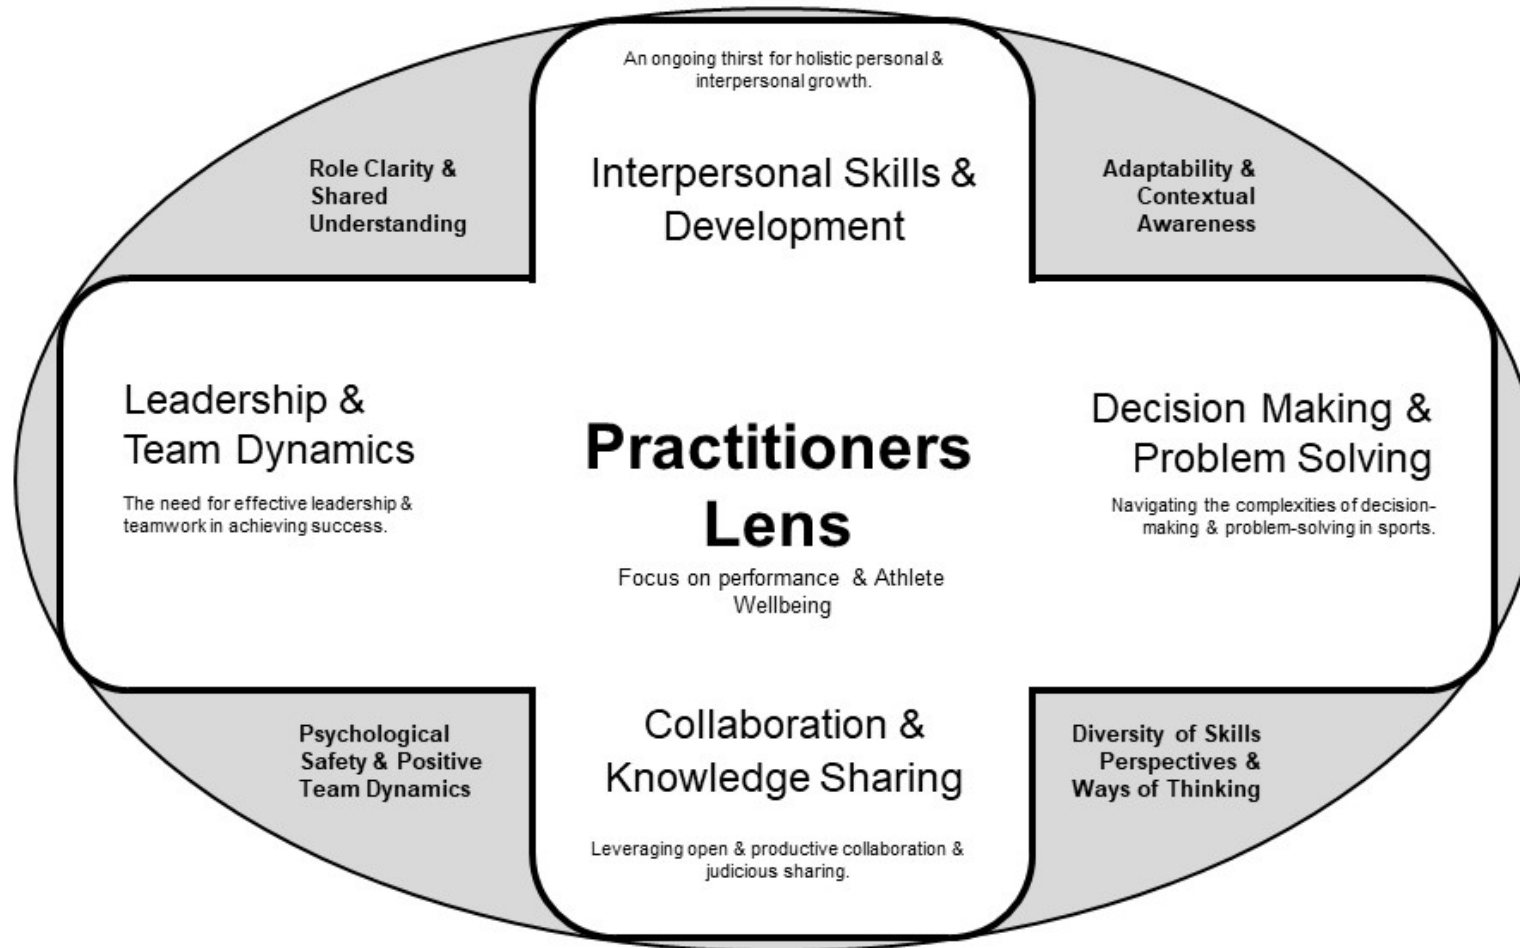 An ongoing thirst for holistic personal &
interpersonal growth.
Interpersonal Skills &
Development
Role Clarity &
Shared
Understanding
Adaptability &
Contextual
Awareness
Leadership &
Team Dynamics
The need for effective leadership &
teamwork in achieving success.
Practitioners
Lens
Focus on performance & Athlete
Wellbeing
Decision Making &
Problem Solving
Navigating the complexities of decision-
making & problem-solving in sports.
Psychological
Safety & Positive
Team Dynamics
Collaboration &
Knowledge Sharing
Leveraging open & productive collaboration &
judicious sharing.
Diversity of Skills
Perspectives &
Ways of Thinking